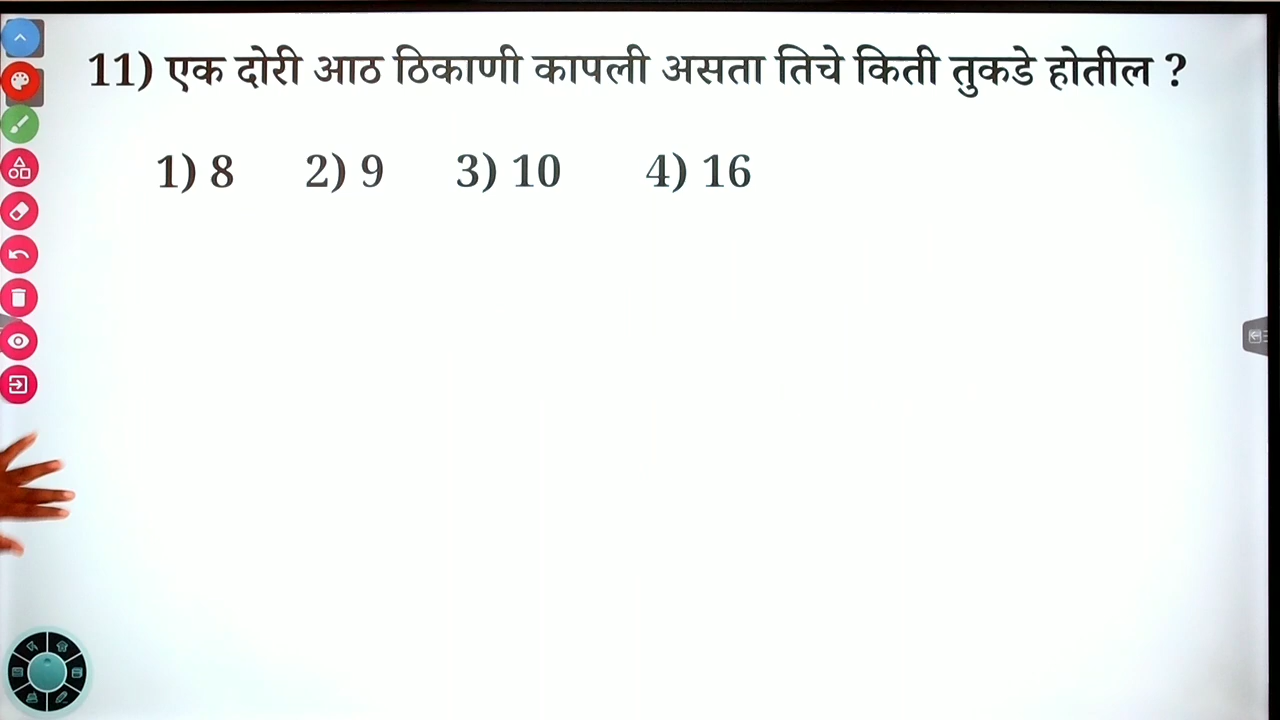 11) एक दोरी आठ ठिकाणी कापली असता तिचे किती तुकडे होतील ?
1) 8 2) 9 3) 10 4) 16